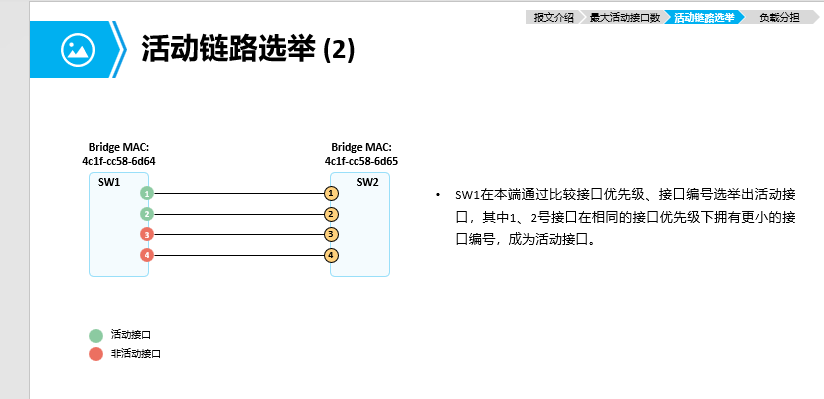 报文介绍 最大活动接口数 活动链路选举 负载分担
活动链路选举 (2)
Bridge MAC:
4c1f-cc58-6d64
Bridge MAC:
4c1f-cc58-6d65
SW1
SW2
1 1
2 2
3 3
4 4
• SW1在本端通过比较接口优先级、接口编号选举出活动接
口，其中1、2号接口在相同的接口优先级下拥有更小的接
口编号，成为活动接口。
活动接口
非活动接口